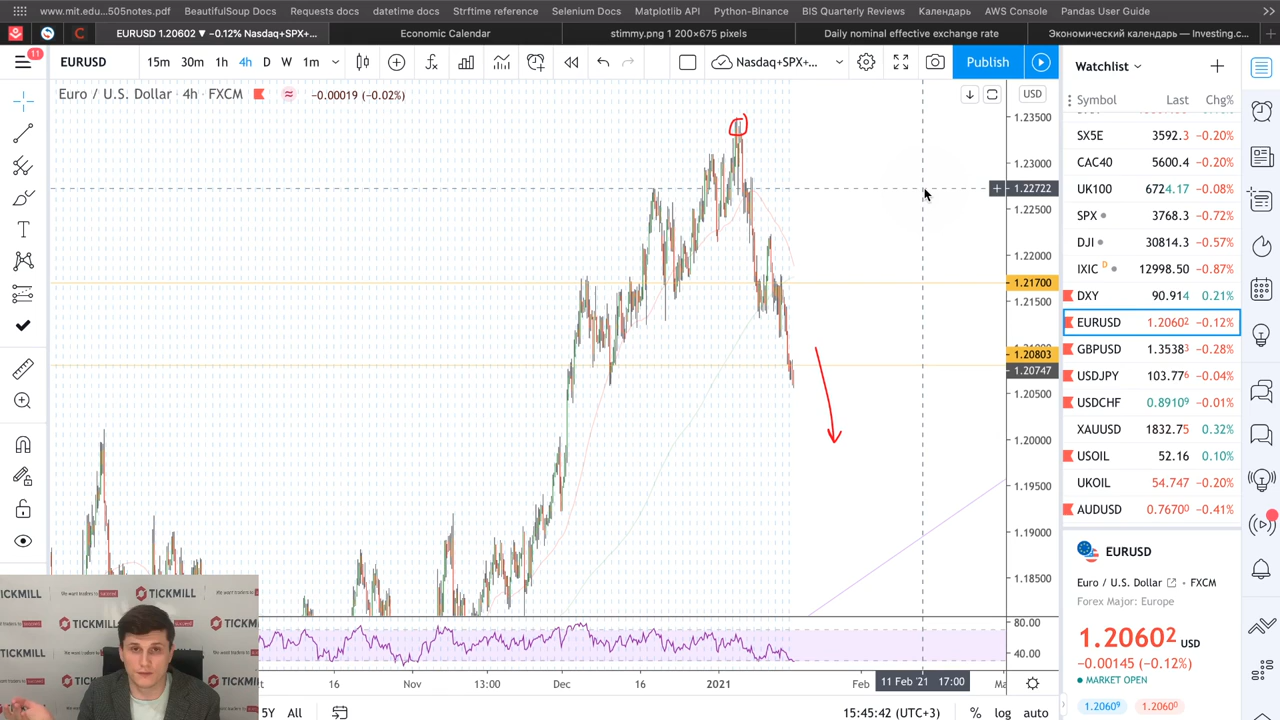 www.mit.edu/...505notes.pdf BeautifulSoup Docs Requests docs datetime docs Strftime reference Selenium Docs Matplotlib API Python-Binance BIS Quarterly Reviews Календарь AWS Console Pandas User Guide
EURUSD 1.20602 ▼ −0.12% Nasdaq+SPX+... Economic Calendar stimmy.png 1 200×675 pixels Daily nominal effective exchange rate Экономический календарь — Investing.c...
11
EURUSD 15m 30m 1h 4h D W 1m Nasdaq+SPX+... Publish
Euro / U.S. Dollar · 4h · FXCM −0.00019 (−0.02%)
USD
1.23500
1.23000
1.22722
1.22500
1.22000
1.21700
1.21500
1.20803
1.20747
1.20500
1.20000
1.19500
1.19000
1.18500
80.00
40.00
16 Nov 13:00 Dec 16 2021 Feb 11 Feb '21 17:00
5Y All 15:45:42 (UTC+3) % log auto
Watchlist
Symbol Last Chg%
SX5E 3592.3 −0.20%
CAC40 5600.4 −0.20%
UK100 6724.17 −0.08%
SPX 3768.3 −0.72%
DJI 30814.3 −0.57%
IXIC D 12998.50 −0.87%
DXY 90.914 0.21%
EURUSD 1.20602 −0.12%
GBPUSD 1.35383 −0.28%
USDJPY 103.776 −0.04%
USDCHF 0.89109 −0.01%
XAUUSD 1832.75 0.32%
USOIL 52.16 0.10%
UKOIL 54.747 −0.20%
AUDUSD 0.76700 −0.41%
EURUSD
Euro / U.S. Dollar • FXCM
Forex Major: Europe
1.20602 USD
−0.00145 (−0.12%)
MARKET OPEN
1.20609 1.20600
TICKMILL
TICKMILL
TICKMILL
TICKMILL